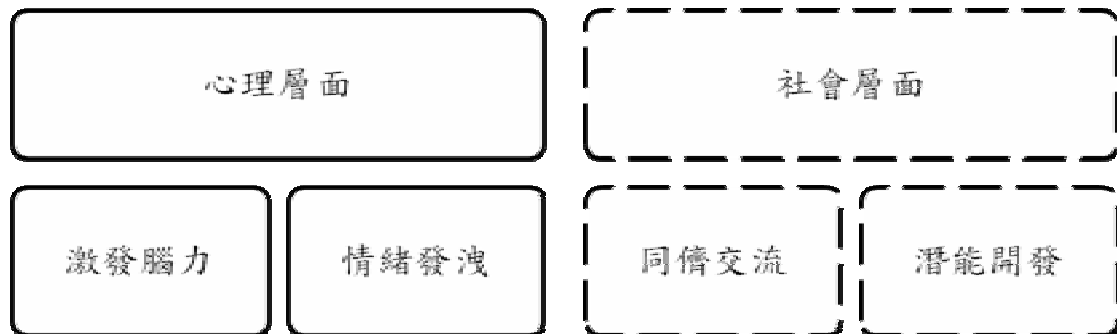 心理層面
社會層面
激發腦力
情緒發洩
同儕交流
潛能開發